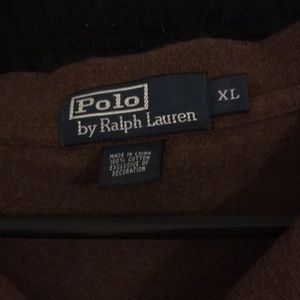 Polo
by Ralph Lauren
XL
MADE IN CHINA
100% COTTON
EXCLUSIVE OF
DECORATION